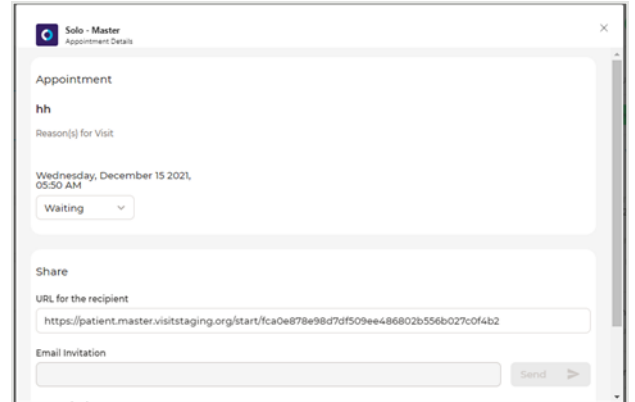 Solo - Master
Appointment Details
Appointment
hh
Reason(s) for Visit
Wednesday, December 15 2021,
05:50 AM
Waiting
Share
URL for the recipient
https://patient.master.visitstaging.org/start/fca0e878e98d7df509ee486802b556b027c0f4b2
Email Invitation
Send